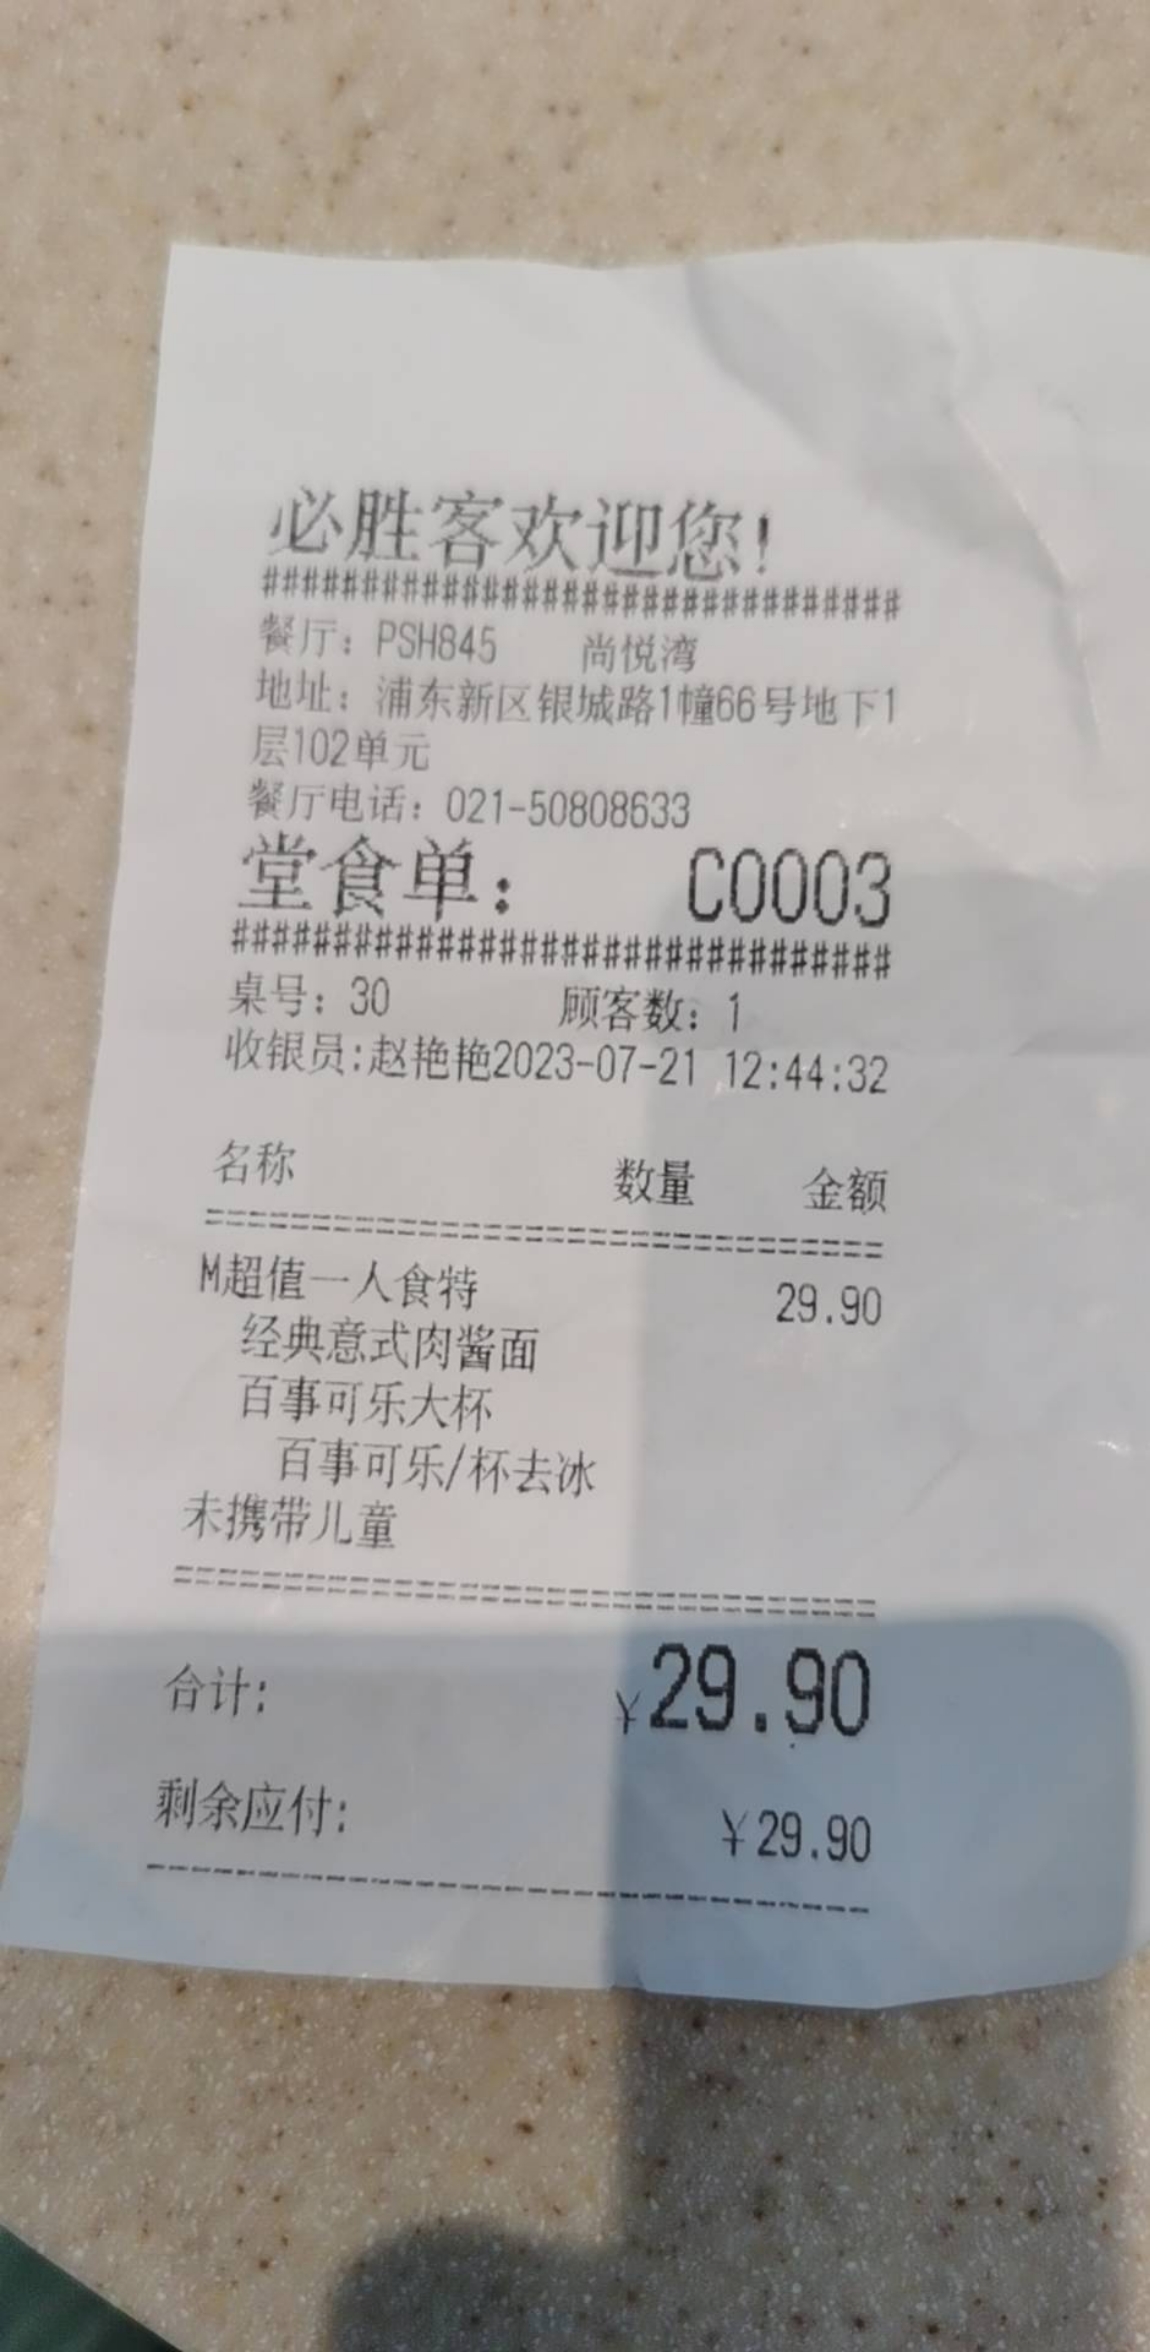 必胜客欢迎您!
################################
餐厅: PSH845 尚悦湾
地址: 浦东新区银城路1幢66号地下1
层102单元
餐厅电话: 021-50808633
堂食单: C0003
################################
桌号: 30 顾客数: 1
收银员:赵艳艳2023-07-21 12:44:32
名称 数量 金额
================================
M超值一人食特 29.90
经典意式肉酱面
百事可乐大杯
百事可乐/杯去冰
未携带儿童
================================
合计: ¥29.90
剩余应付: ¥29.90
--------------------------------